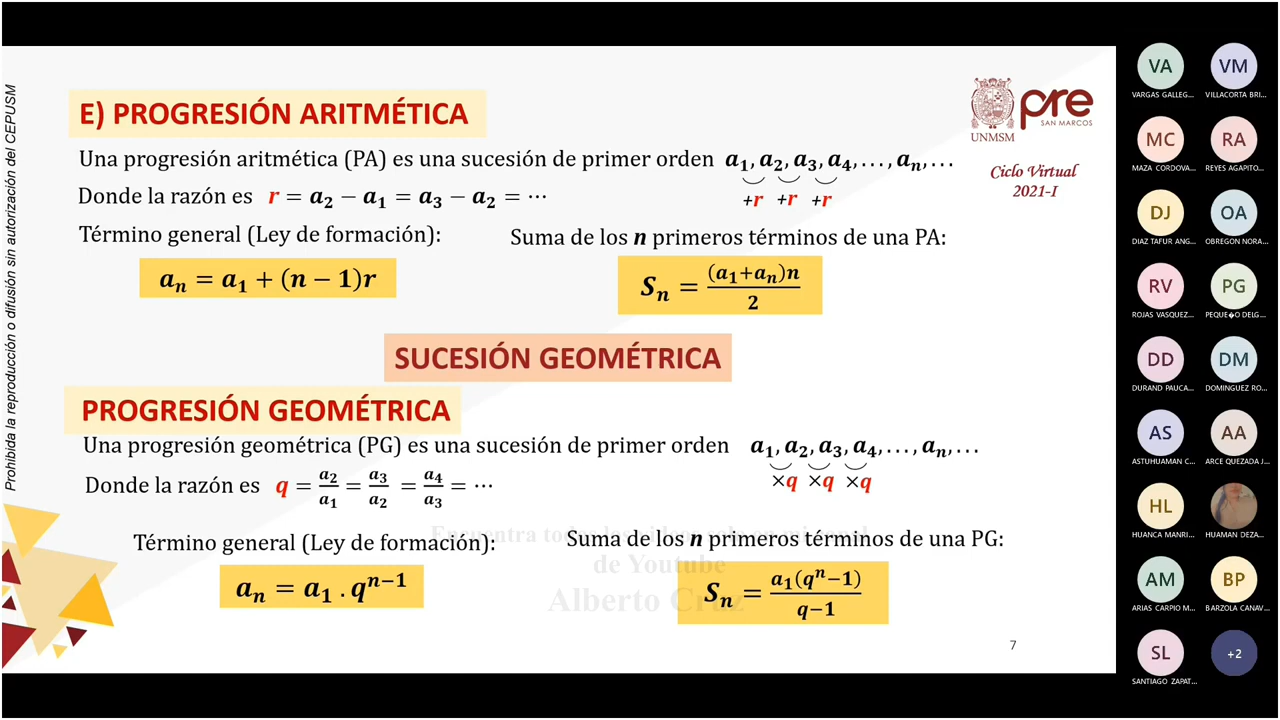 Prohibida la reproducción o difusión sin autorización del CEPUSM
E) PROGRESIÓN ARITMÉTICA
UNMSM
pre
SAN MARCOS
Ciclo Virtual
2021-I
Una progresión aritmética (PA) es una sucesión de primer orden a₁, a₂, a₃, a₄, ..., aₙ, ...
+r +r +r
Donde la razón es r = a₂ − a₁ = a₃ − a₂ = ⋯
Término general (Ley de formación):
Suma de los n primeros términos de una PA:
aₙ = a₁ + (n − 1)r
Sₙ = (a₁+aₙ)n / 2
SUCESIÓN GEOMÉTRICA
PROGRESIÓN GEOMÉTRICA
Una progresión geométrica (PG) es una sucesión de primer orden a₁, a₂, a₃, a₄, ..., aₙ, ...
×q ×q ×q
Donde la razón es q = a₂/a₁ = a₃/a₂ = a₄/a₃ = ⋯
Término general (Ley de formación):
Suma de los n primeros términos de una PG:
aₙ = a₁ . qⁿ⁻¹
Sₙ = a₁(qⁿ−1) / q−1
Encuentra todos
de Youtube
Alberto Cruz
7
VA
VARGAS GALLEG...
VM
VILLACORTA BRI...
MC
MAZA CORDOVA...
RA
REYES AGAPITO...
DJ
DIAZ TAFUR ANG...
OA
OBREGON NORA...
RV
ROJAS VASQUEZ...
PG
PEQUE�O DELG...
DD
DURAND PAUCA...
DM
DOMINGUEZ RO...
AS
ASTUHUAMAN C...
AA
ARCE QUEZADA J...
HL
HUANCA MANRI...
HUAMAN DEZA...
AM
ARIAS CARPIO M...
BP
BARZOLA CANAV...
SL
SANTIAGO ZAPAT...
+2